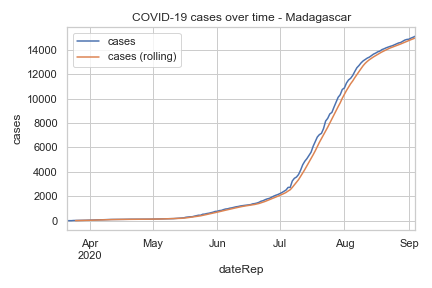 COVID-19 cases over time - Madagascar
cases
cases (rolling)
14000
12000
10000
8000
6000
4000
2000
0
cases
Apr May Jun Jul Aug Sep
2020
dateRep